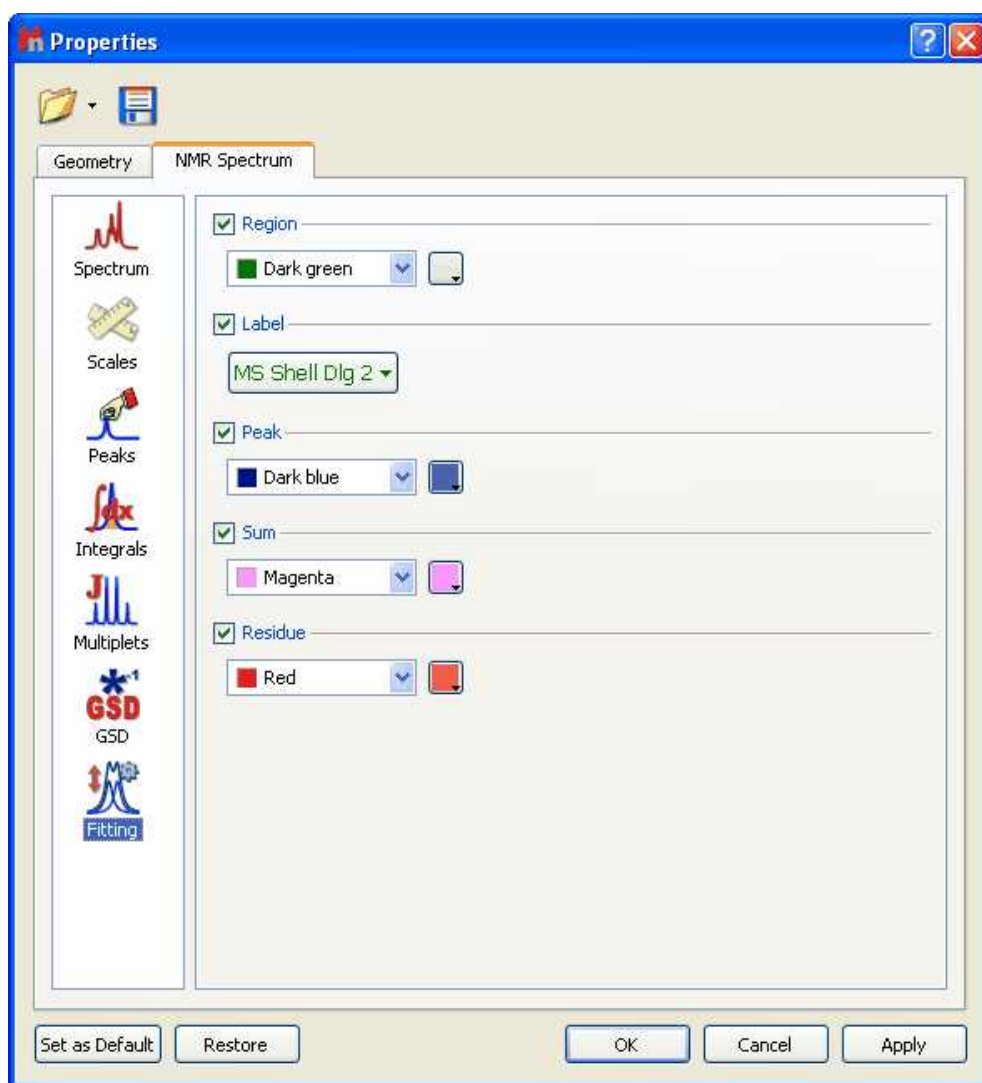 Properties
Geometry
NMR Spectrum
Spectrum
Scales
Peaks
Integrals
Multiplets
GSD
GSD
Fitting
Region
Dark green
Label
MS Shell Dlg 2
Peak
Dark blue
Sum
Magenta
Residue
Red
Set as Default
Restore
OK
Cancel
Apply